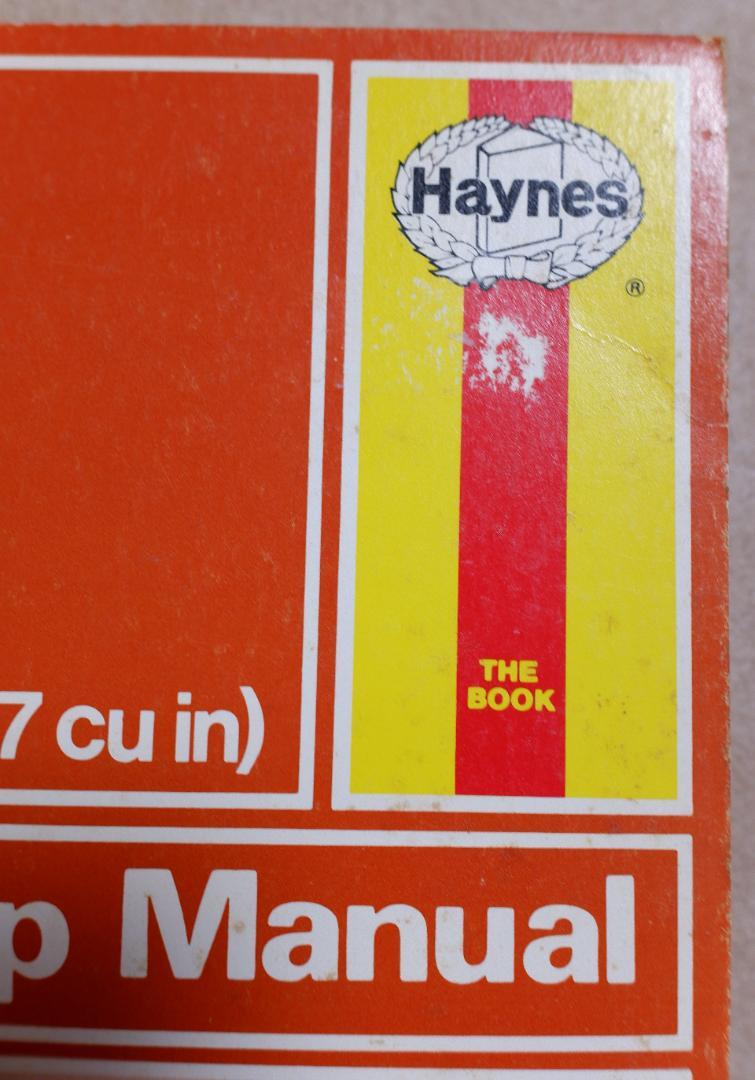 Haynes
®
THE
BOOK
7 cu in)
p Manual